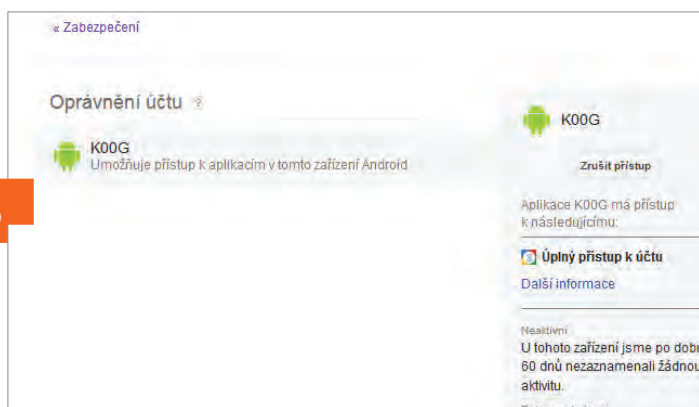 « Zabezpečení
Oprávnění účtu ?
K00G
Umožňuje přístup k aplikacím v tomto zařízení Android
K00G
Zrušit přístup
Aplikace K00G má přístup
k následujícímu:
Úplný přístup k účtu
Další informace
Neaktivní
U tohoto zařízení jsme po dobu
60 dnů nezaznamenali žádnou
aktivitu.